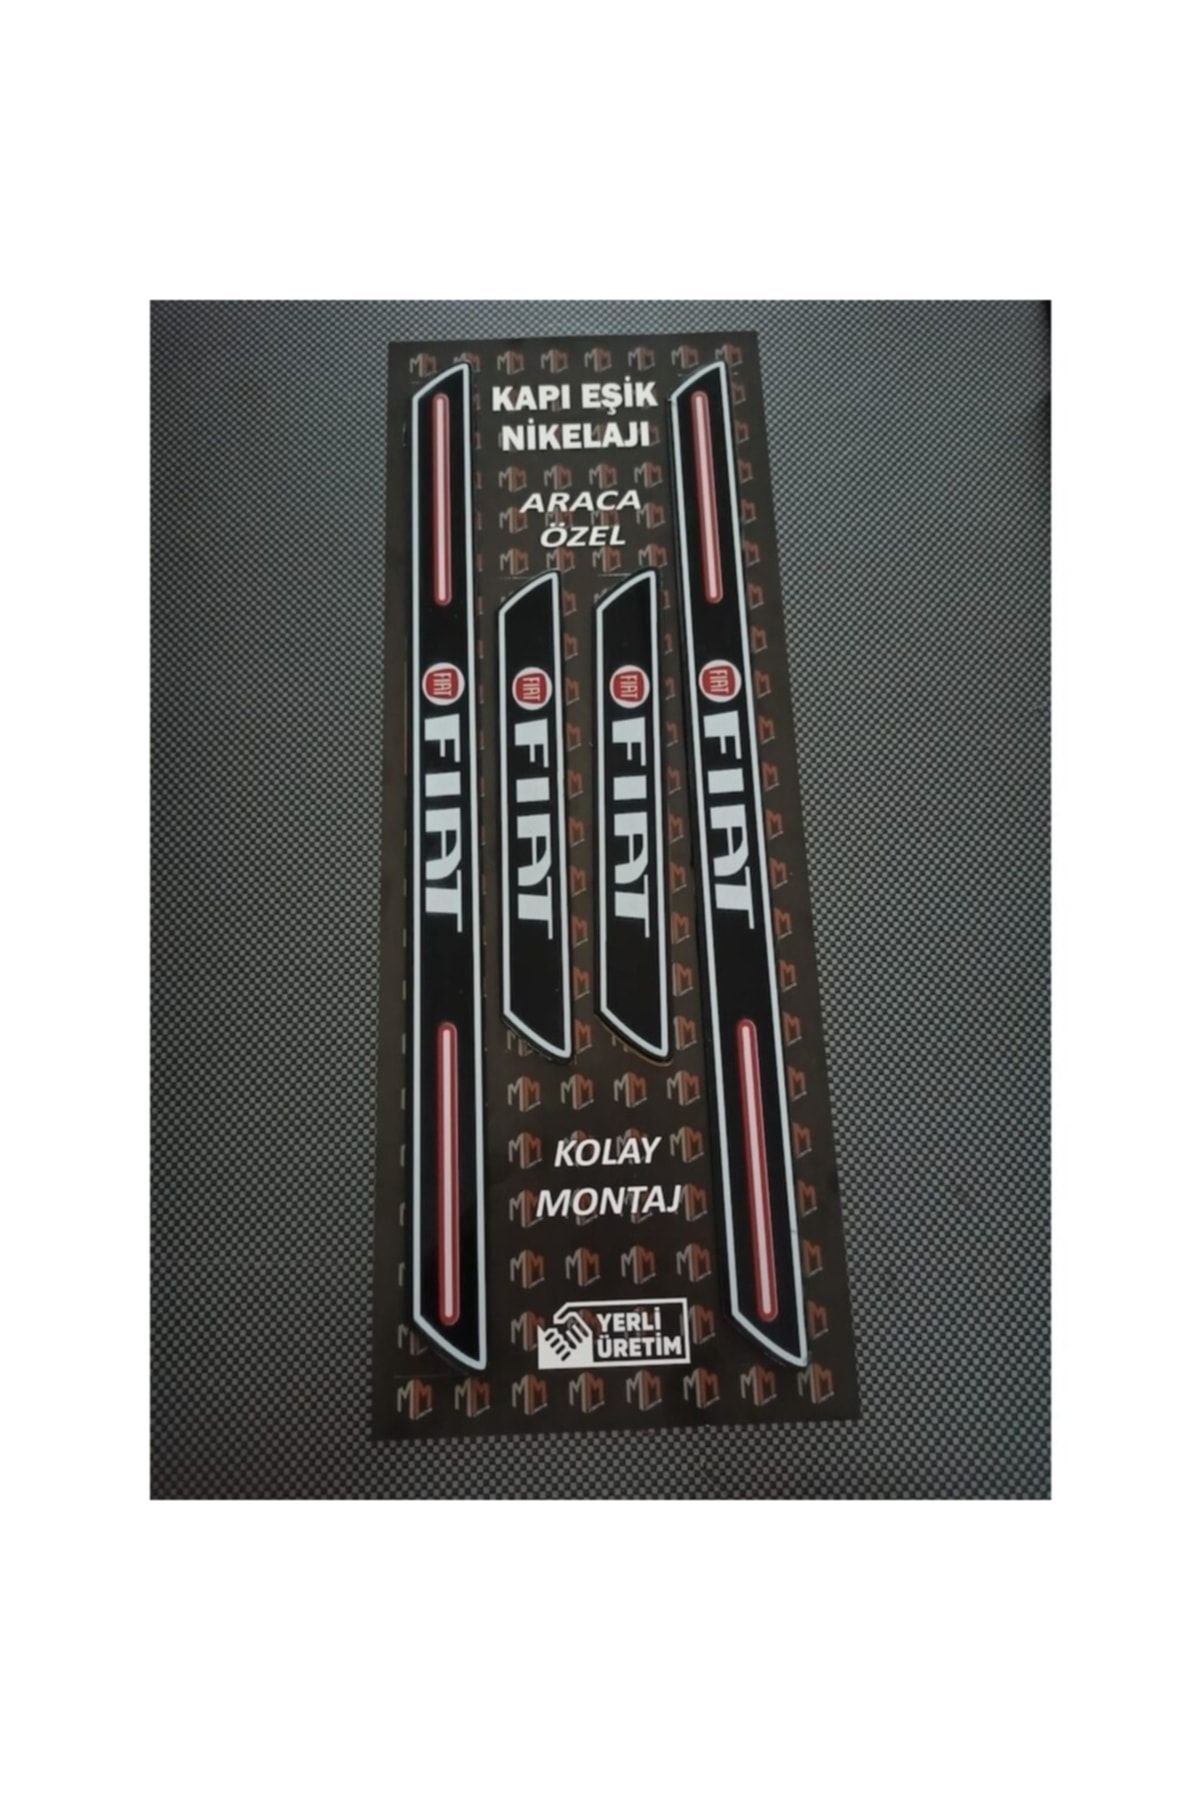 KAPI EŞİK
NİKELAJI
ARACA
ÖZEL
FIAT
FIAT
FIAT
FIAT
FIAT
FIAT
FIAT
FIAT
KOLAY
MONTAJ
YERLİ
ÜRETİM